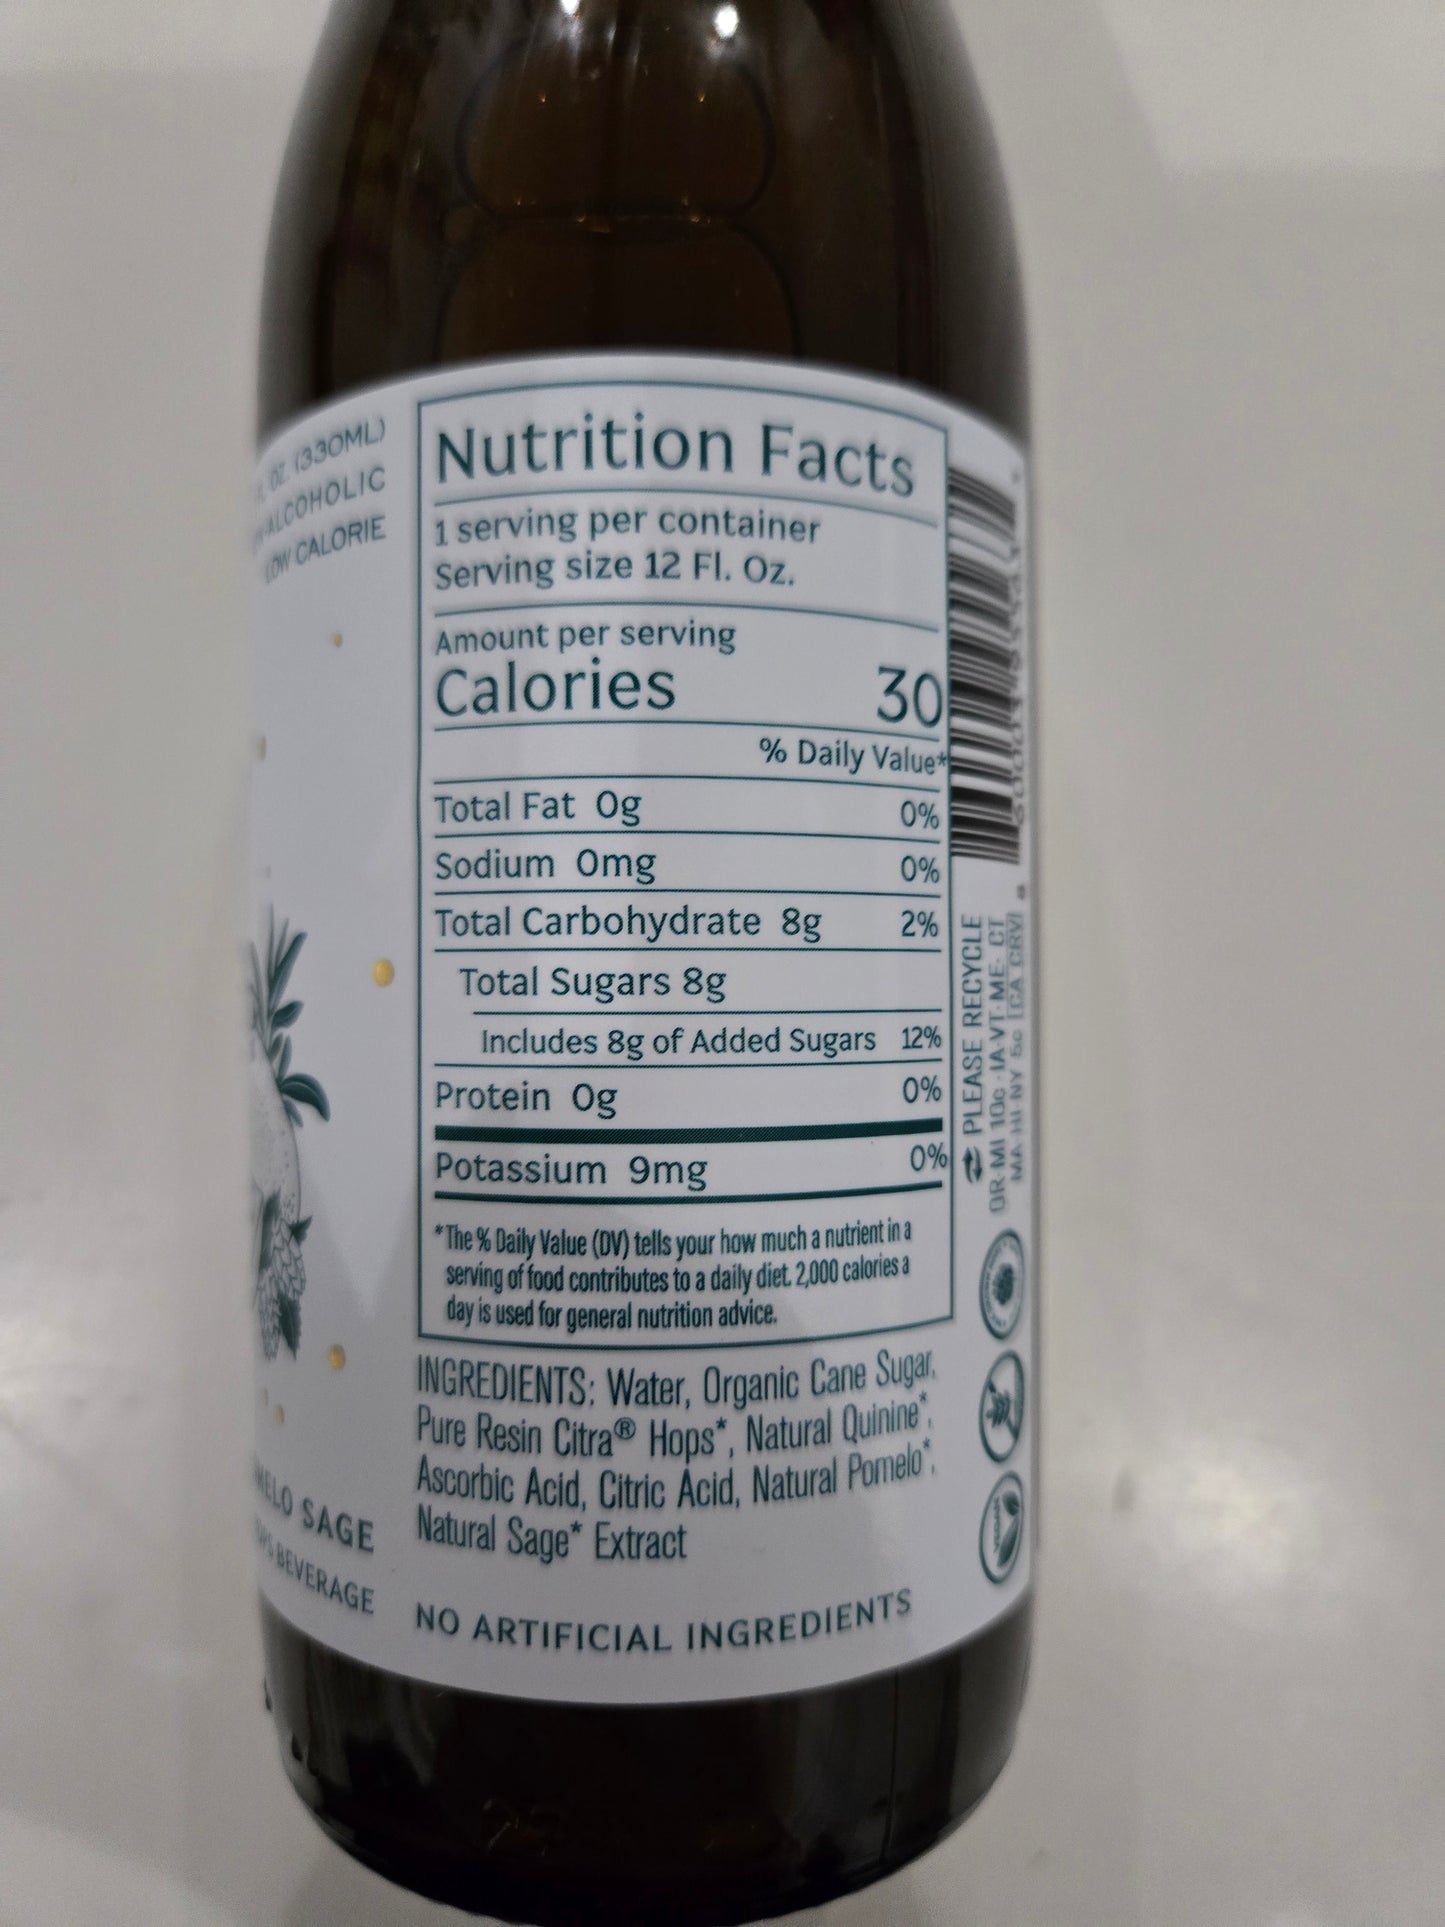 OZ. (330ML)
ALCOHOLIC
LOW CALORIE
SAGE
BEVERAGE
Nutrition Facts
1 serving per container
Serving size 12 Fl. Oz.
Amount per serving
Calories 30
% Daily Value*
Total Fat 0g 0%
Sodium 0mg 0%
Total Carbohydrate 8g 2%
Total Sugars 8g
Includes 8g of Added Sugars 12%
Protein 0g 0%
Potassium 9mg 0%
*The % Daily Value (DV) tells your how much a nutrient in a
serving of food contributes to a daily diet. 2,000 calories a
day is used for general nutrition advice.
INGREDIENTS: Water, Organic Cane Sugar,
Pure Resin Citra® Hops*, Natural Quinine*,
Ascorbic Acid, Citric Acid, Natural Pomelo*,
Natural Sage* Extract
NO ARTIFICIAL INGREDIENTS
PLEASE RECYCLE
OR·MI 10c ·IA·VT·ME· CT
MA·HI·NY 5c CA CRV
VEGAN